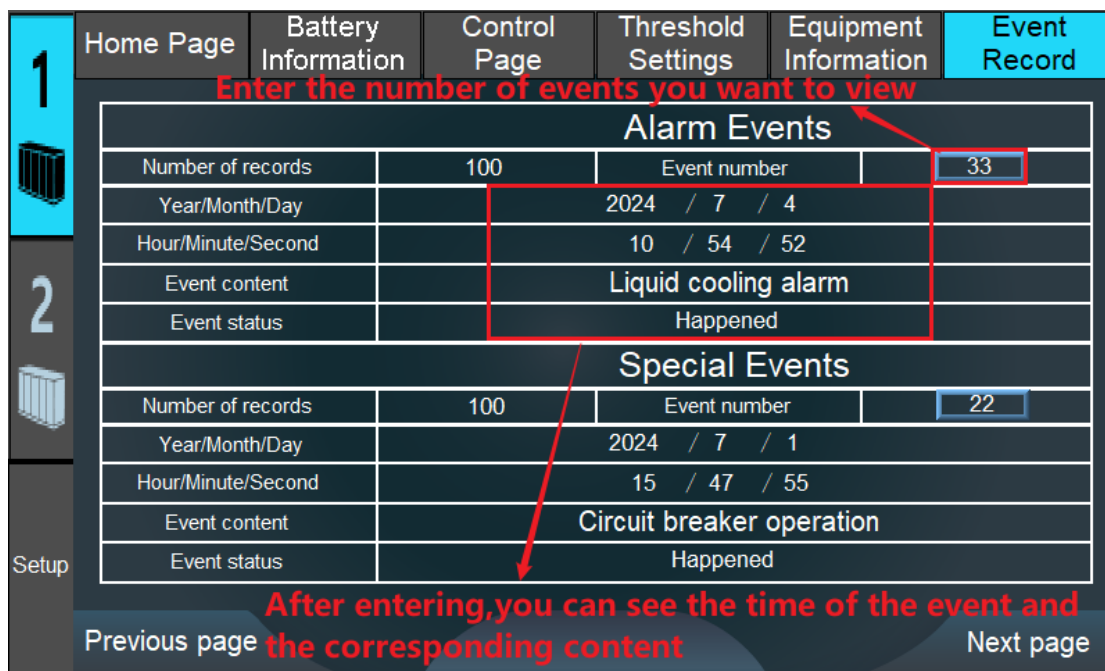 1
Home Page
Battery
Information
Control
Page
Threshold
Settings
Equipment
Information
Event
Record
Enter the number of events you want to view
Alarm Events
Number of records 100 Event number 33
Year/Month/Day 2024 / 7 / 4
Hour/Minute/Second 10 / 54 / 52
2
Event content Liquid cooling alarm
Event status Happened
Special Events
Number of records 100 Event number 22
Year/Month/Day 2024 / 7 / 1
Hour/Minute/Second 15 / 47 / 55
Event content Circuit breaker operation
Setup
Event status Happened
After entering,you can see the time of the event and
the corresponding content
Previous page
Next page